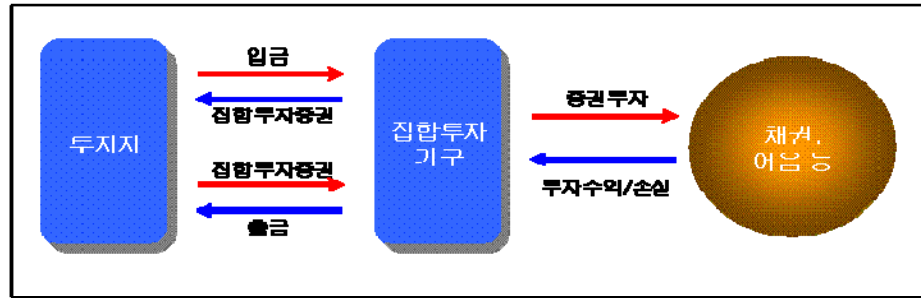 입금
집합투자증권
투자자
집합투자증권
출금
집합투자
기구
증권투자
투자수익/손실
채권,
어음 등